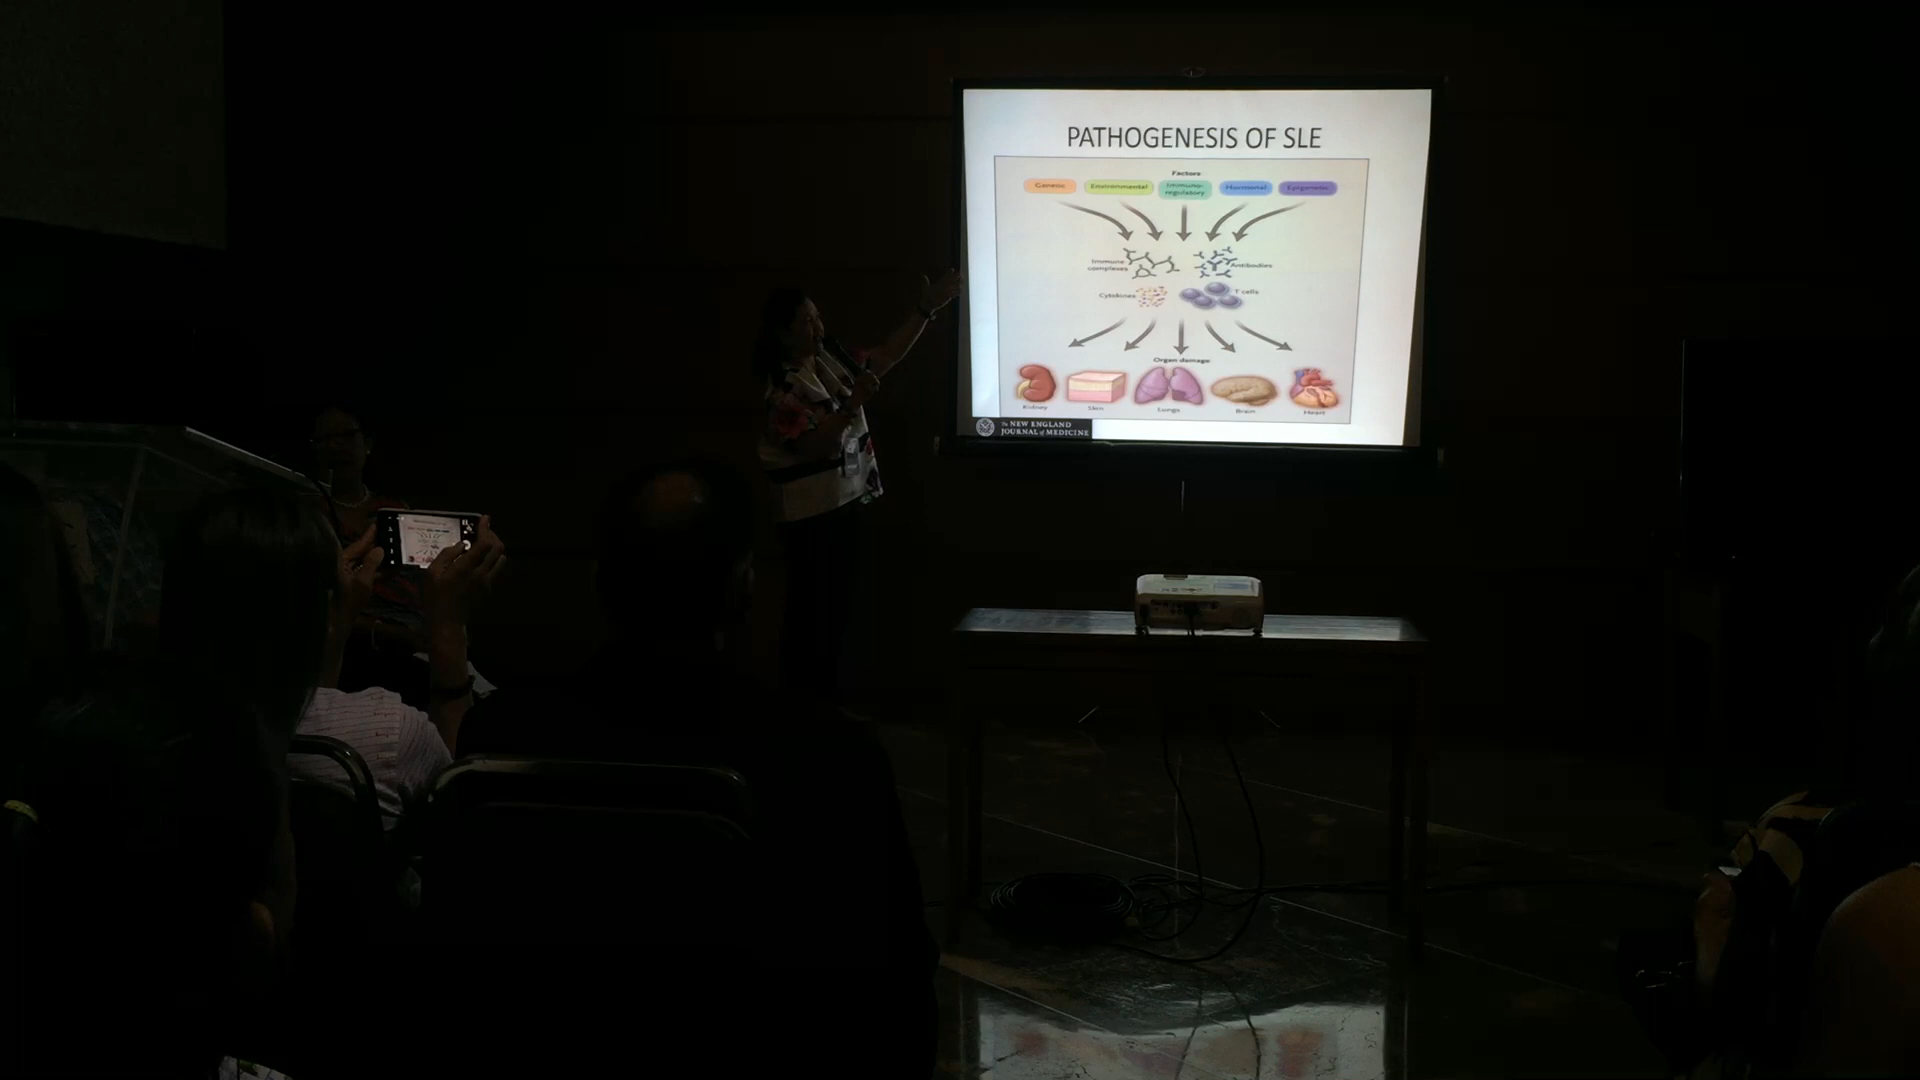 PATHOGENESIS OF SLE
Factors
Genetic
Environmental
Immuno-
regulatory
Hormonal
Epigenetic
Immune
complexes
Antibodies
Cytokines
T cells
Organ damage
Kidney
Skin
Lungs
Brain
Heart
The NEW ENGLAND
JOURNAL of MEDICINE